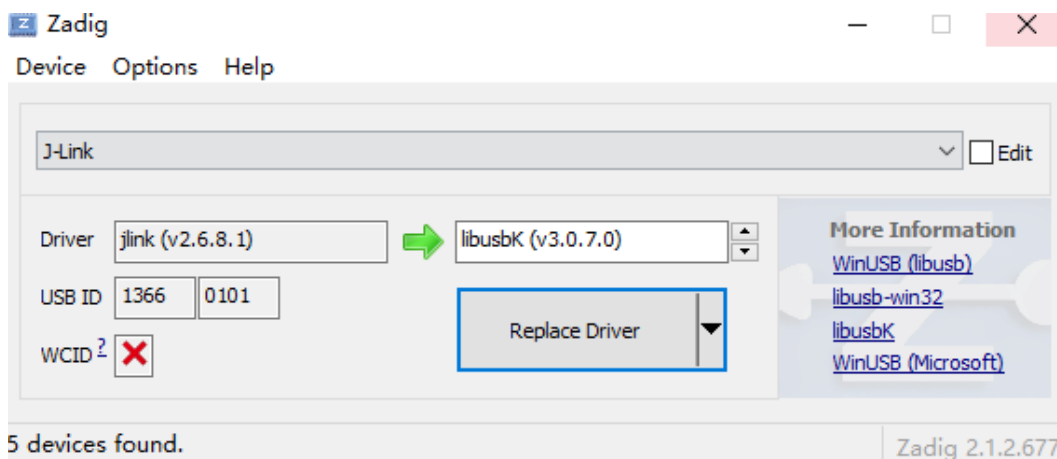 Zadig
Device Options Help
J-Link
Edit
Driver jlink (v2.6.8.1) libusbK (v3.0.7.0)
More Information
WinUSB (libusb)
USB ID 1366 0101
libusb-win32
Replace Driver
libusbK
WCID ?
WinUSB (Microsoft)
5 devices found.
Zadig 2.1.2.677